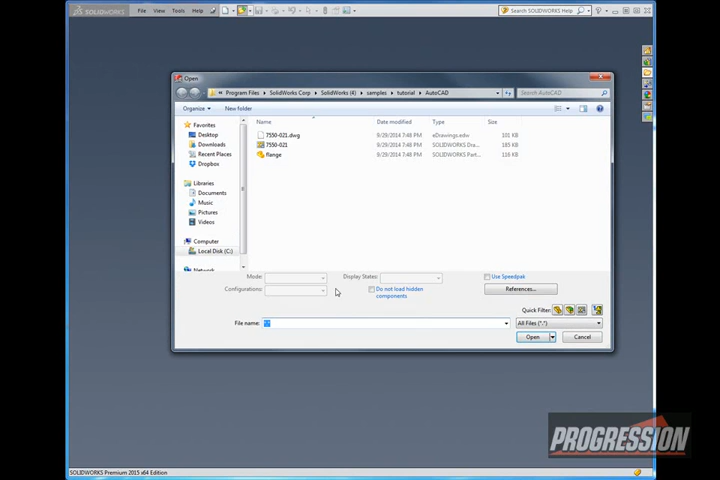 SOLIDWORKS File View Tools Help Search SOLIDWORKS Help
Open
Program Files SolidWorks Corp SolidWorks (4) samples tutorial AutoCAD Search AutoCAD
Organize New folder
Name Date modified Type Size
Favorites
Desktop
Downloads
Recent Places
Dropbox
Libraries
Documents
Music
Pictures
Videos
Computer
Local Disk (C:)
Network
7550-021.dwg 9/29/2014 7:48 PM eDrawings.edw 101 KB
7550-021 9/29/2014 7:48 PM SOLIDWORKS Dra... 185 KB
flange 9/29/2014 7:48 PM SOLIDWORKS Part... 116 KB
Mode: Display States: Use Speedpak
Configurations: Do not load hidden
components
References...
Quick Filter:
File name: *.* All Files (*.*)
Open Cancel
PROGRESSION
SOLIDWORKS Premium 2015 x64 Edition